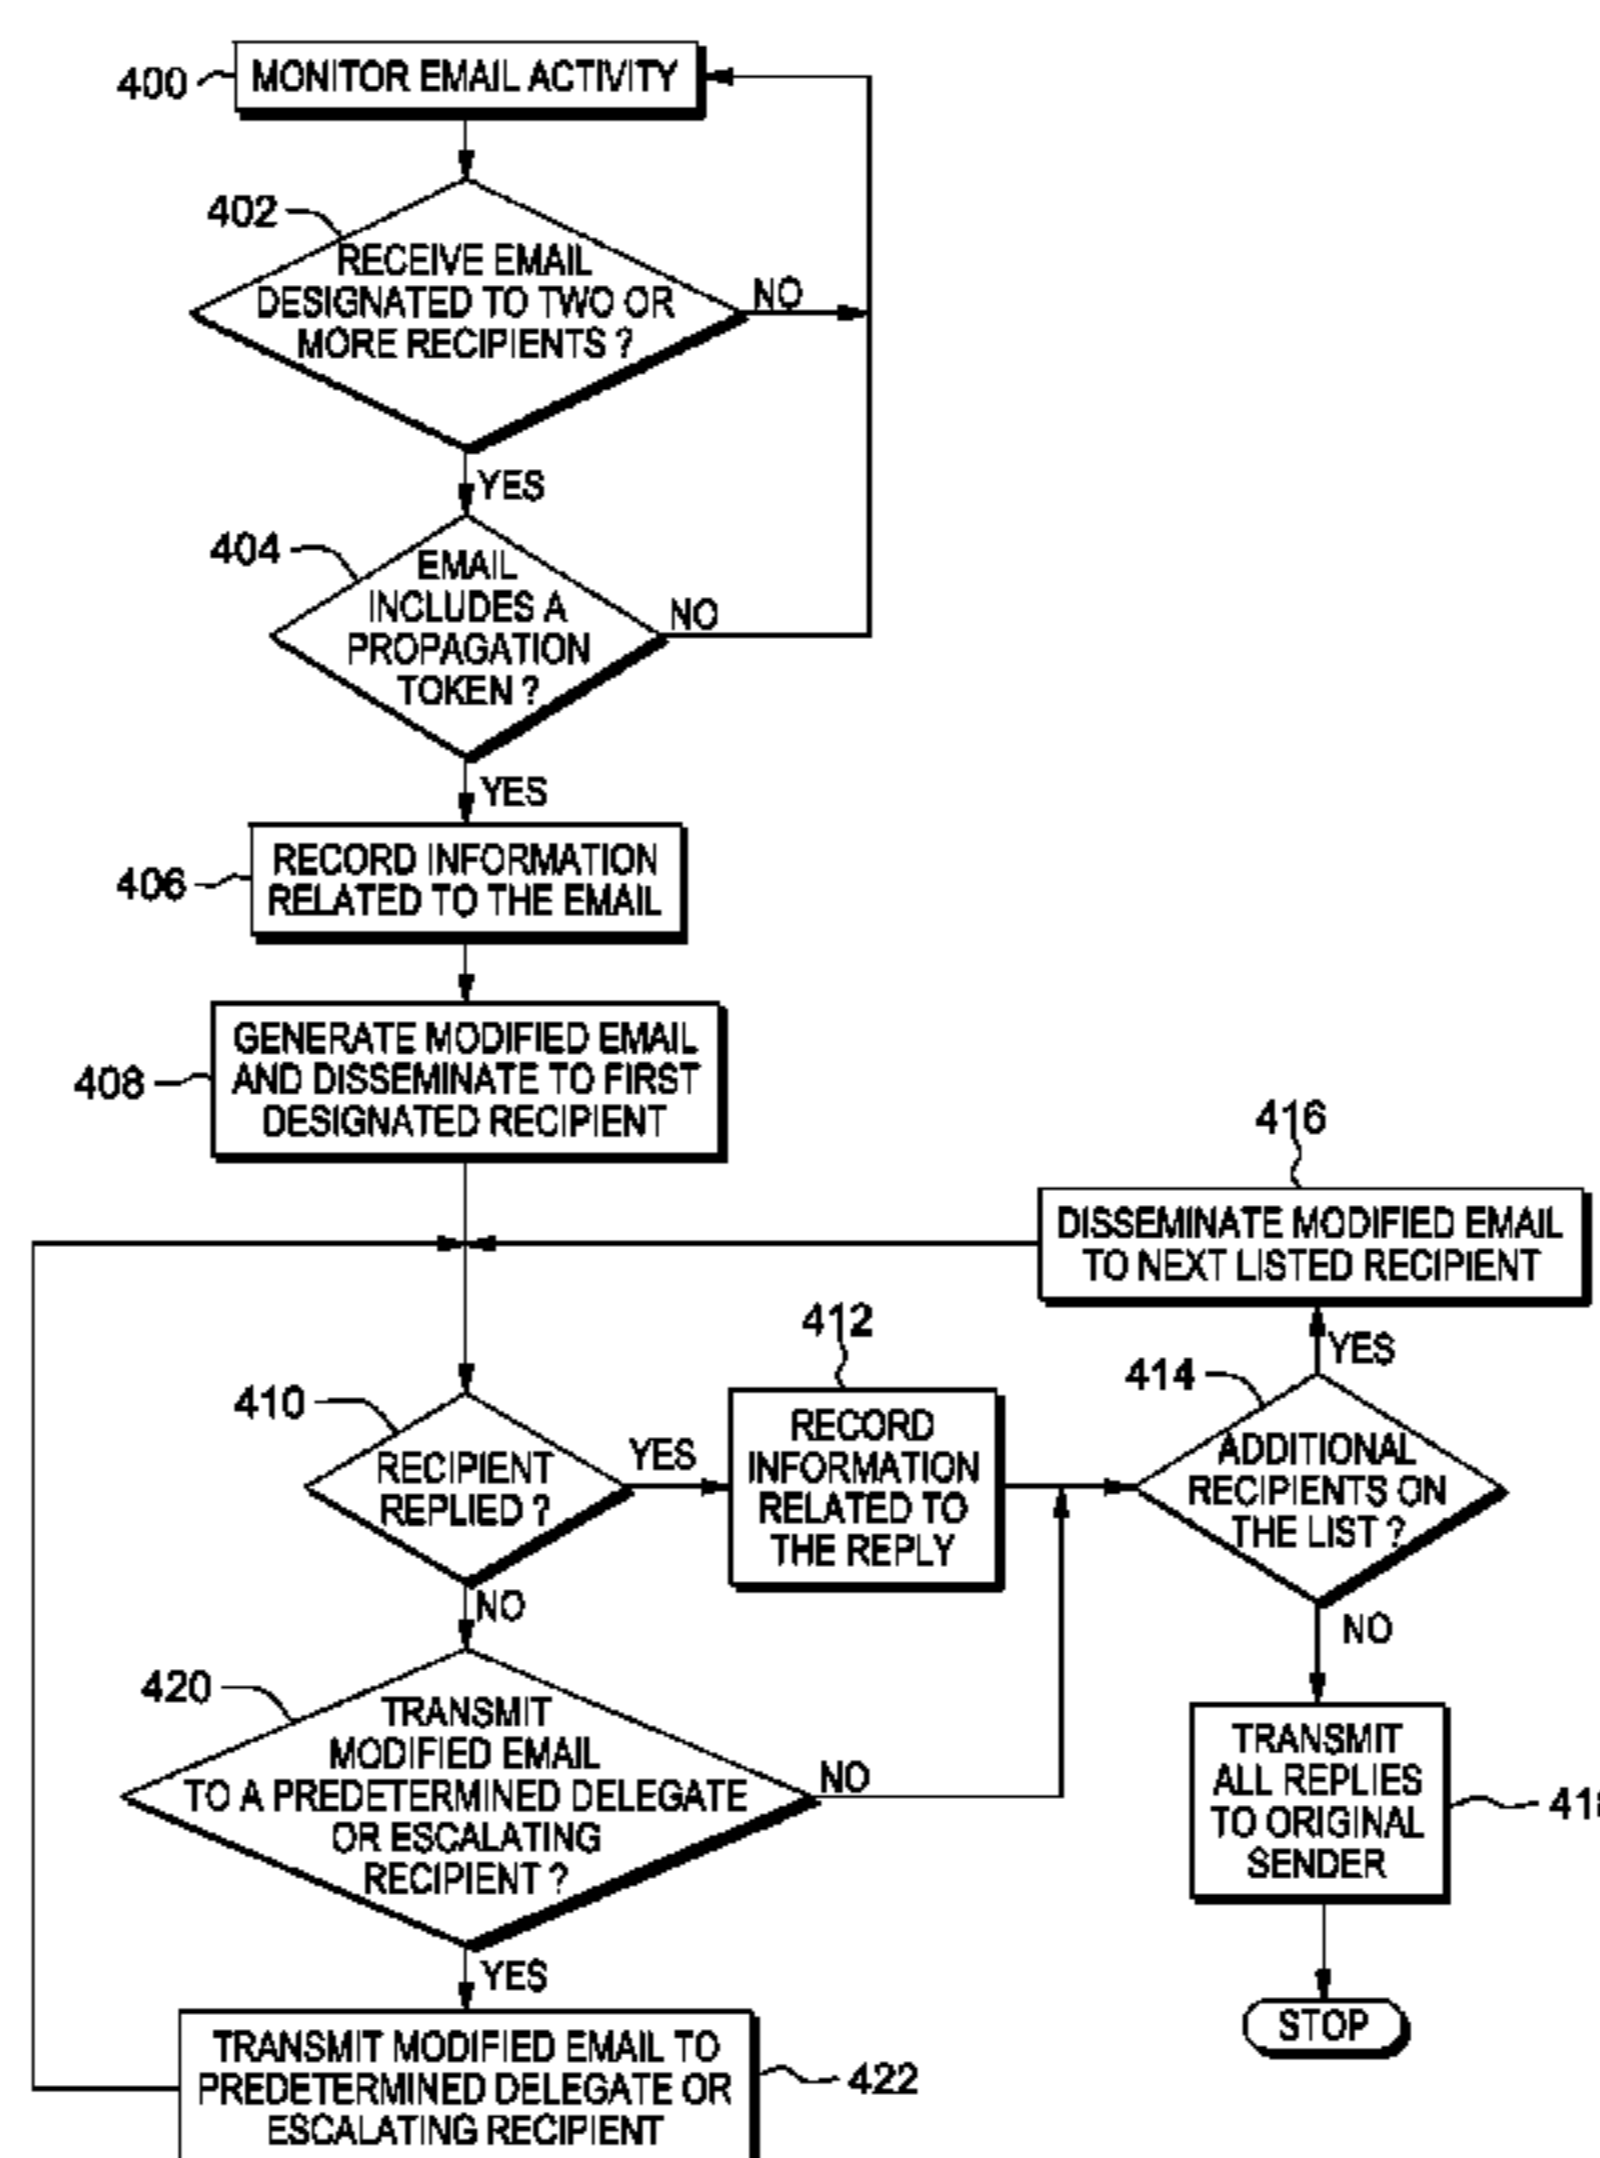 400
MONITOR EMAIL ACTIVITY
402
RECEIVE EMAIL
DESIGNATED TO TWO OR
MORE RECIPIENTS ?
NO
YES
404
EMAIL
INCLUDES A
PROPAGATION
TOKEN ?
NO
YES
406
RECORD INFORMATION
RELATED TO THE EMAIL
408
GENERATE MODIFIED EMAIL
AND DISSEMINATE TO FIRST
DESIGNATED RECIPIENT
416
DISSEMINATE MODIFIED EMAIL
TO NEXT LISTED RECIPIENT
YES
410
RECIPIENT
REPLIED ?
YES
NO
412
RECORD
INFORMATION
RELATED TO
THE REPLY
414
ADDITIONAL
RECIPIENTS ON
THE LIST ?
NO
420
TRANSMIT
MODIFIED EMAIL
TO A PREDETERMINED DELEGATE
OR ESCALATING
RECIPIENT ?
NO
YES
TRANSMIT
ALL REPLIES
TO ORIGINAL
SENDER
STOP
TRANSMIT MODIFIED EMAIL TO
PREDETERMINED DELEGATE OR
ESCALATING RECIPIENT
422